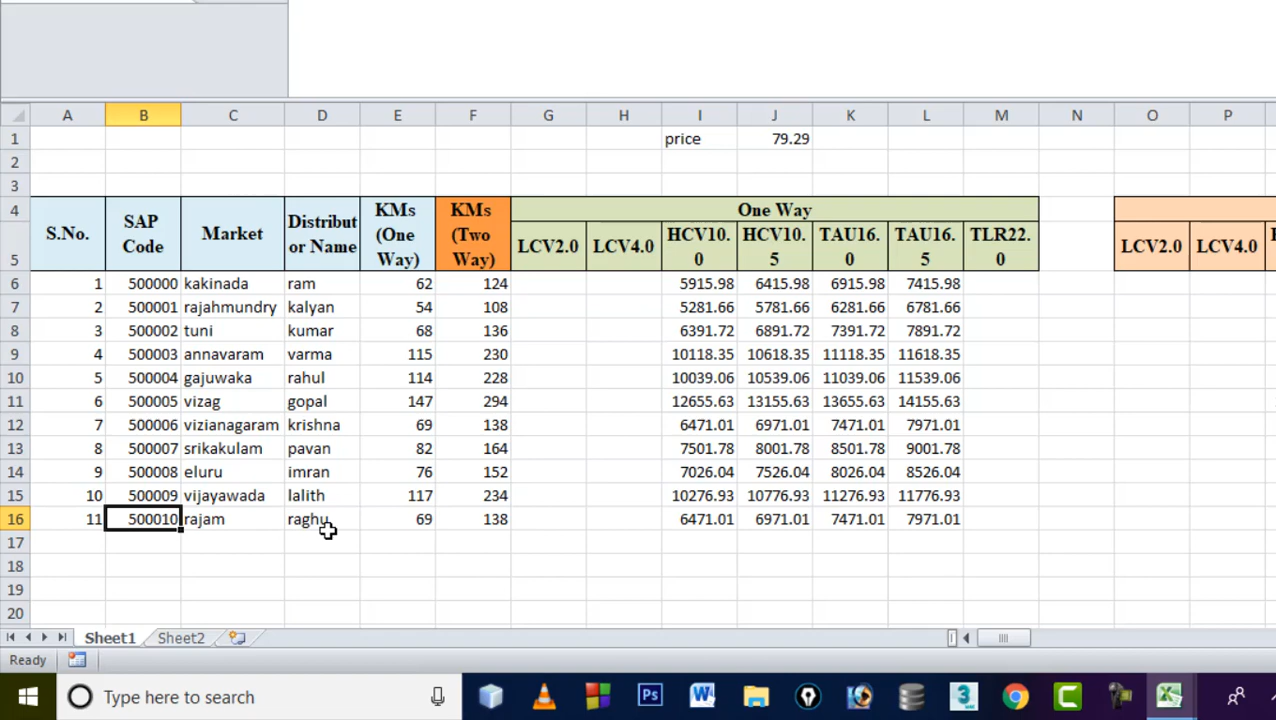 A B C D E F G H I J K L M N O P
1 price 79.29
2
3
4 S.No. SAP Code Market Distribut or Name KMs (One Way) KMs (Two Way) One Way
5 LCV2.0 LCV4.0 HCV10.0 HCV10.5 TAU16.0 TAU16.5 TLR22.0 LCV2.0 LCV4.0
6 1 500000 kakinada ram 62 124 5915.98 6415.98 6915.98 7415.98
7 2 500001 rajahmundry kalyan 54 108 5281.66 5781.66 6281.66 6781.66
8 3 500002 tuni kumar 68 136 6391.72 6891.72 7391.72 7891.72
9 4 500003 annavaram varma 115 230 10118.35 10618.35 11118.35 11618.35
10 5 500004 gajuwaka rahul 114 228 10039.06 10539.06 11039.06 11539.06
11 6 500005 vizag gopal 147 294 12655.63 13155.63 13655.63 14155.63
12 7 500006 vizianagaram krishna 69 138 6471.01 6971.01 7471.01 7971.01
13 8 500007 srikakulam pavan 82 164 7501.78 8001.78 8501.78 9001.78
14 9 500008 eluru imran 76 152 7026.04 7526.04 8026.04 8526.04
15 10 500009 vijayawada lalith 117 234 10276.93 10776.93 11276.93 11776.93
16 11 500010 rajam raghu 69 138 6471.01 6971.01 7471.01 7971.01
17
18
19
20
Sheet1 Sheet2
Ready
Type here to search